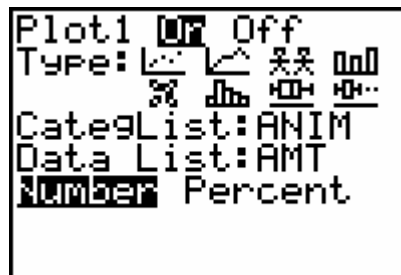 Plot1 On Off
Type:
CategList:ANIM
Data List:AMT
Number Percent